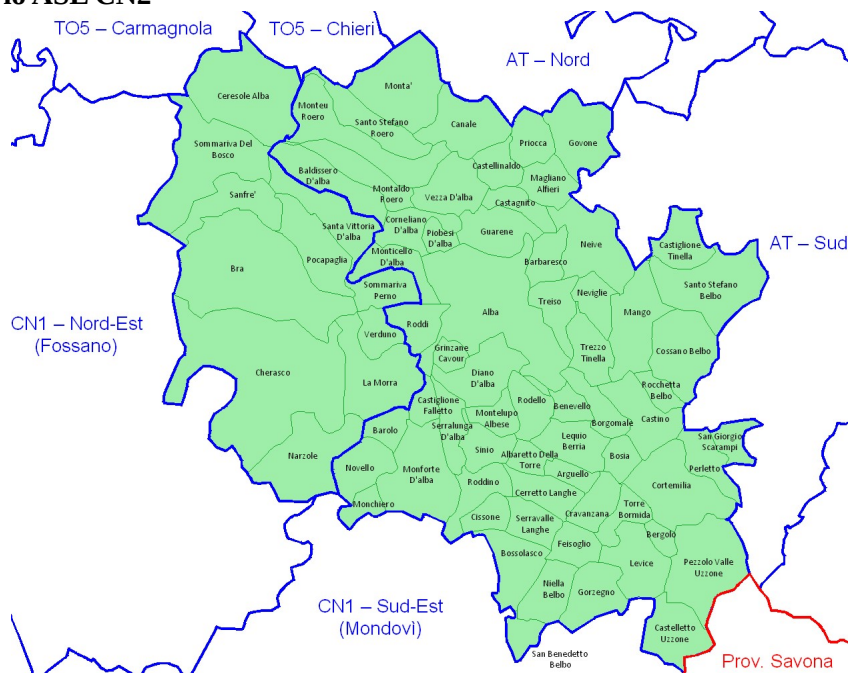 ASL CN2
TO5 – Carmagnola
TO5 – Chieri
AT – Nord
Ceresole Alba
Monta'
Monteu
Roero
Santo Stefano
Roero
Canale
Priocca
Govone
Sommariva Del
Bosco
Baldissero
D'alba
Castellinaldo
Magliano
Alfieri
Sanfre'
Montaldo
Roero
Vezza D'alba
Castagnito
Santa Vittoria
D'alba
Corneliano
D'alba
Piobesi
D'alba
Guarene
Neive
AT – Sud
Castiglione
Tinella
Pocapaglia
Monticello
D'alba
Barbaresco
Bra
Sommariva
Perno
Treiso
Neviglie
Santo Stefano
Belbo
Mango
Alba
CN1 – Nord-Est
(Fossano)
Verduno
Roddi
Grinzane
Cavour
Trezzo
Tinella
Cossano Belbo
Cherasco
La Morra
Diano
D'alba
Rocchetta
Belbo
Castiglione
Falletto
Rodello
Benevello
Montelupo
Albese
Borgomale
Castino
Barolo
Serralunga
D'alba
Lequio
Berria
San Giorgio
Scarampi
Narzole
Novello
Monforte
D'alba
Sinio
Albaretto Della
Torre
Bosia
Perletto
Roddino
Arguello
Cortemilia
Cerretto Langhe
Monchiero
Cissone
Serravalle
Langhe
Cravanzana
Torre
Bormida
Bergolo
Bossolasco
Feisoglio
Levice
Pezzolo Valle
Uzzone
Niella
Belbo
Gorzegno
CN1 – Sud-Est
(Mondovì)
Castelletto
Uzzone
San Benedetto
Belbo
Prov. Savona